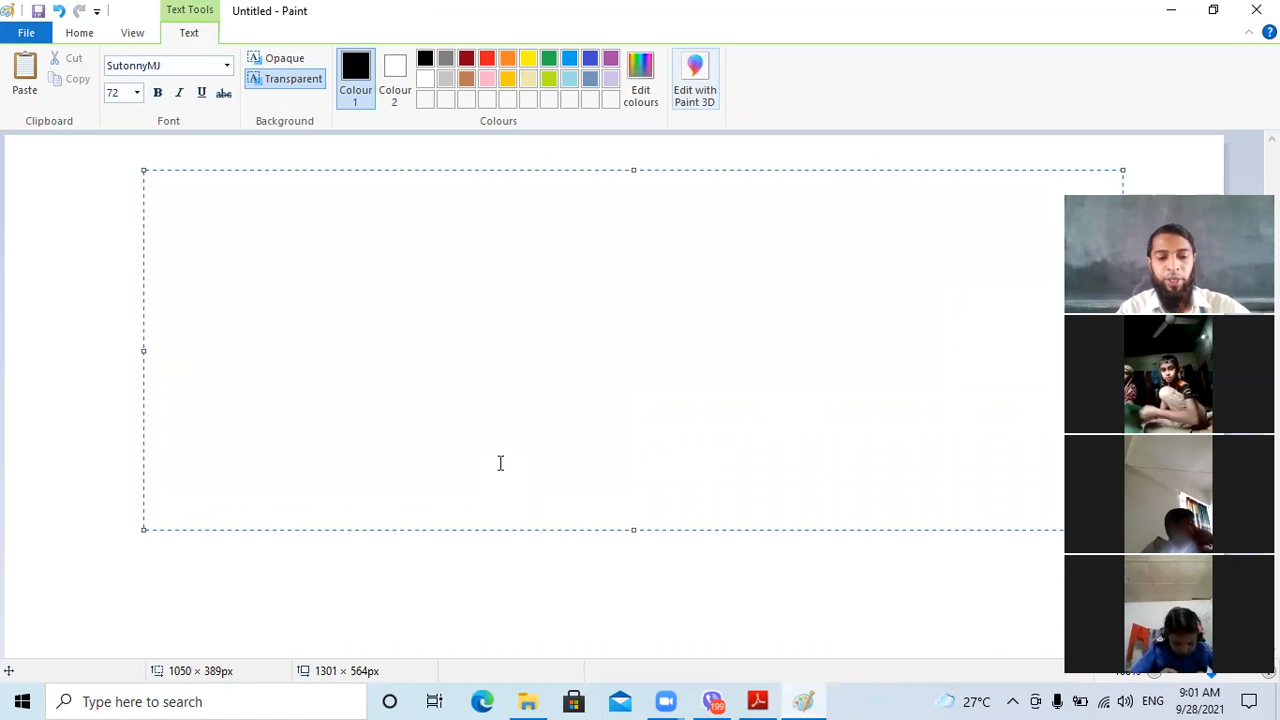 Text Tools
Untitled - Paint
File
Home
View
Text
Paste
Cut
Copy
Clipboard
SutonnyMJ
72
B
I
U
abc
Font
Opaque
Transparent
Background
Colour 1
Colour 2
Edit colours
Colours
Edit with Paint 3D
1050 × 389px
1301 × 564px
Type here to search
199
27°C
ENG
9:01 AM
9/28/2021